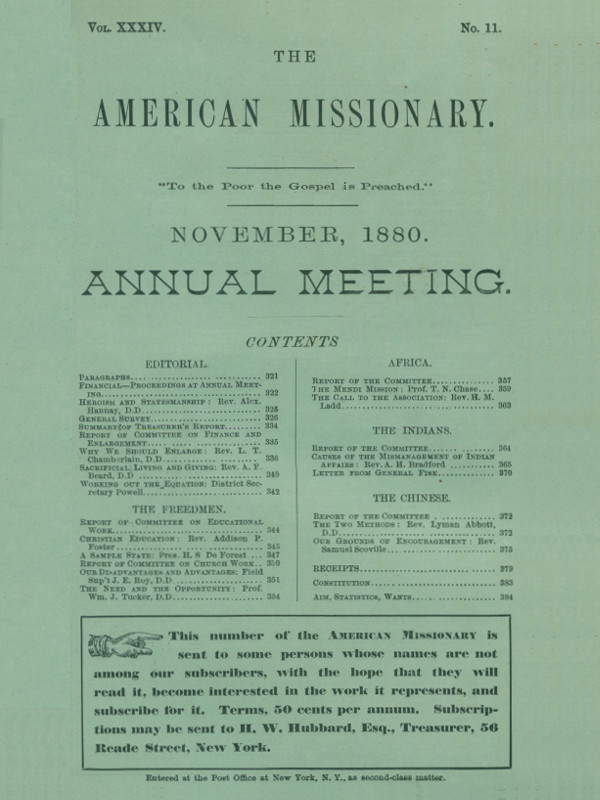 VOL. XXXIV.
No. 11.
THE
AMERICAN MISSIONARY.
"To the Poor the Gospel is Preached."
NOVEMBER, 1880.
ANNUAL MEETING.
CONTENTS
EDITORIAL.
PARAGRAPHS 321
FINANCIAL—PROCEEDINGS AT ANNUAL MEET-
ING 322
HEROISM AND STATESMANSHIP: Rev. Alex.
Hannay, D.D. 325
GENERAL SURVEY 326
SUMMARY OF TREASURER'S REPORT 334
REPORT OF COMMITTEE ON FINANCE AND
ENLARGEMENT 335
WHY WE SHOULD ENLARGE: Rev. L. T.
Chamberlain, D.D. 336
SACRIFICIAL LIVING AND GIVING: Rev. A. F.
Beard, D.D. 340
WORKING OUT THE EQUATION: District Sec-
retary Powell 342
THE FREEDMEN.
REPORT OF COMMITTEE ON EDUCATIONAL
WORK 344
CHRISTIAN EDUCATION: Rev. Addison P.
Foster 345
A SAMPLE STATE: Pres. H. S. De Forest 347
REPORT OF COMMITTEE ON CHURCH WORK 350
OUR DISADVANTAGES AND ADVANTAGES: Field
Sup't J. E. Roy, D.D. 351
THE NEED AND THE OPPORTUNITY: Prof.
Wm. J. Tucker, D.D. 354
AFRICA.
REPORT OF THE COMMITTEE 357
THE MENDI MISSION: Prof. T. N. Chase 359
THE CALL TO THE ASSOCIATION: Rev. H. M.
Ladd 363
THE INDIANS.
REPORT OF THE COMMITTEE 364
CAUSES OF THE MISMANAGEMENT OF INDIAN
AFFAIRS: Rev. A. H. Bradford 365
LETTER FROM GENERAL FISK 370
THE CHINESE.
REPORT OF THE COMMITTEE 372
THE TWO METHODS: Rev. Lyman Abbott,
D.D. 372
OUR GROUNDS OF ENCOURAGEMENT: Rev.
Samuel Scoville 375
RECEIPTS 379
CONSTITUTION 383
AIM, STATISTICS, WANTS 384
This number of the AMERICAN MISSIONARY is
sent to some persons whose names are not
among our subscribers, with the hope that they will
read it, become interested in the work it represents, and
subscribe for it. Terms, 50 cents per annum. Subscrip-
tions may be sent to H. W. Hubbard, Esq., Treasurer, 56
Reade Street, New York.
Entered at the Post Office at New York, N. Y., as second-class matter.